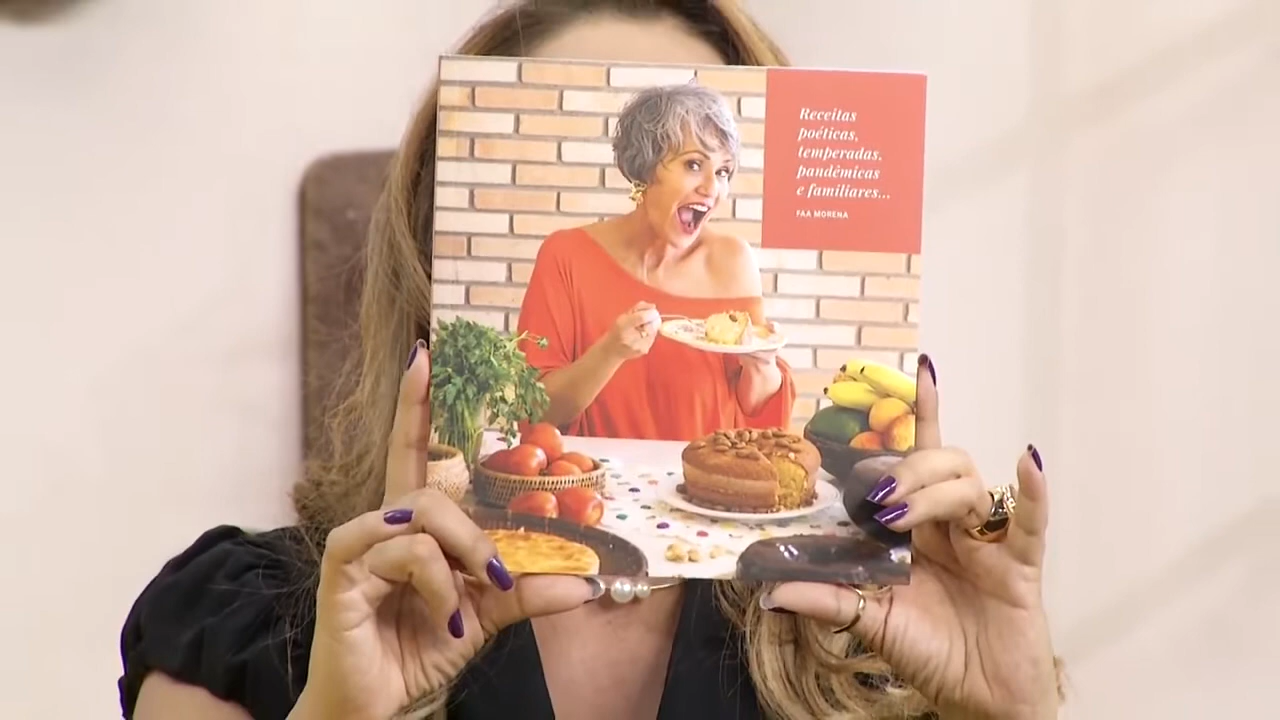 Receitas
poéticas,
temperadas,
pandêmicas
e familiares...
FAA MORENA